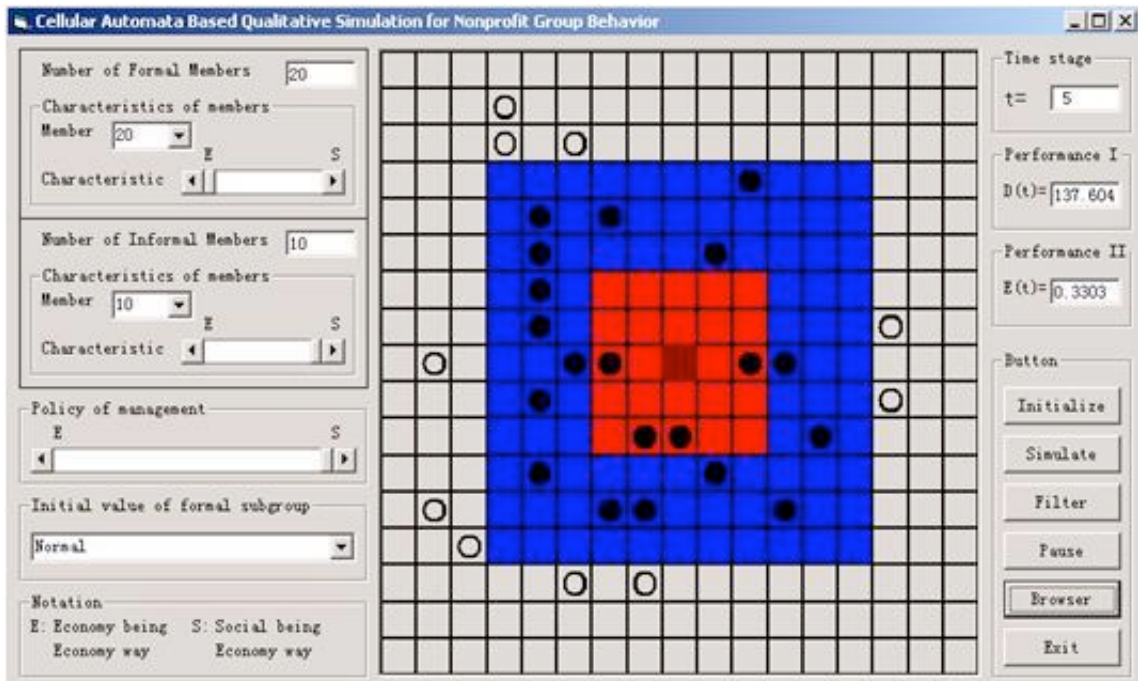 Cellular Automata Based Qualitative Simulation for Nonprofit Group Behavior
Number of Formal Members 20
Characteristics of members
Member 20
E S
Characteristic
Number of Informal Members 10
Characteristics of members
Member 10
E S
Characteristic
Policy of management
E S
Initial value of formal subgroup
Normal
Notation
E: Economy being S: Social being
Economy way Economy way
Time stage
t= 5
Performance I
D(t)= 137.604
Performance II
E(t)= 0.3303
Button
Initialize
Simulate
Filter
Pause
Browser
Exit